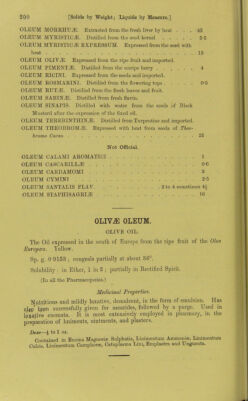 200 [Solids by Weight; Liquids by Measure.]
OLEUM MORRHUÆ. Extracted from the fresh liver by heat . . . 43
OLEUM MYRISTICÆ. Distilled from the seed kernel . . . 5·5
OLEUM MYRISTICÆ EXPRESSUM. Expressed from the seed with
heat . . . 15
OLEUM OLIVÆ. Expressed from the ripe fruit and imported.
OLEUM PIMENTÆ. Distilled from the unripe berry . . . 4
OLEUM RICINI. Expressed from the seeds and imported.
OLEUM ROSMARINI. Distilled from the flowering tops . . . 0·5
OLEUM RUTÆ. Distilled from the fresh leaves and fruit.
OLEUM SABINÆ. Distilled from fresh Savin.
OLEUM SINAPIS. Distilled with water from the seeds of Black
Mustard after the expression of the fixed oil.
OLEUM TEREBINTHINÆ. Distilled from Turpentine and imported.
OLEUM THEOBROMÆ. Expressed with heat from seeds of Theo-
broma Cacao . . . 25
Not Official.
OLEUM CALAMI AROMATICI . . . 1
OLEUM CASCARILLÆ . . . 0·6
OLEUM CARDAMOMI . . . 3
OLEUM CYMINI . . . 2·5
OLEUM SANTALIS FLAV. . . . 2 to 4 sometimes 4½
OLEUM STAPHISAGRIÆ . . . 16
OLIVÆ OLEUM.
OLIVE OIL.
The Oil expressed in the south of Europe from the ripe fruit of the Olea
Europæa. Yellow.
Sp. g. 0·9153; congeals partially at about 36°.
Solubility: in Ether, 1 in 2; partially in Rectified Spirit.
(In all the Pharmacopœias.)
Medicinal Properties.
Nutritious and mildly laxative, demulcent, in the form of emulsion. Has
also been successfully given for ascarides, followed by a purge. Used in
laxative enemata. It is most extensively employed in pharmacy, in the
preparation of liniments, ointments, and plasters.
Dose—½ to 1 oz.
Contained in Enema Magnesiæ Sulphatis, Linimentum Ammoniæ, Linimentum
Calcis, Linimentum Camphoræ, Cataplasma Lini, Emplastra and Unguenta.